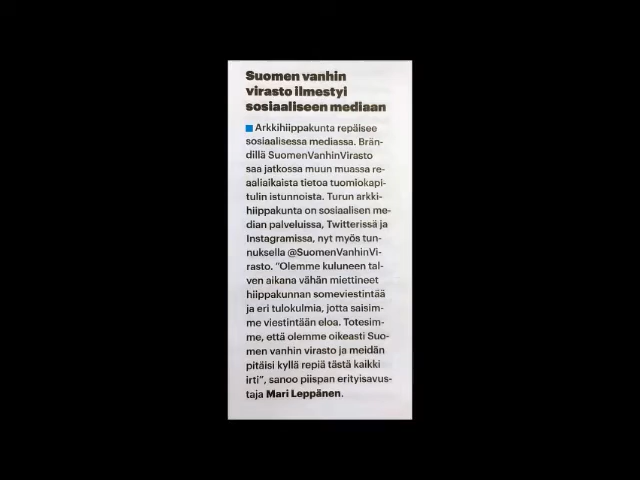 Suomen vanhin
virasto ilmestyi
sosiaaliseen mediaan
Arkkihiippakunta repäisee
sosiaalisessa mediassa. Brän-
dillä SuomenVanhinVirasto
saa jatkossa muun muassa re-
aaliaikaista tietoa tuomiokapi-
tulin istunnoista. Turun arkki-
hiippakunta on sosiaalisen me-
dian palveluissa, Twitterissä ja
Instagramissa, nyt myös tun-
nuksella @SuomenVanhinVi-
rasto. ”Olemme kuluneen tal-
ven aikana vähän miettineet
hiippakunnan someviestintää
ja eri tulokulmia, jotta saisim-
me viestintään eloa. Totesim-
me, että olemme oikeasti Suo-
men vanhin virasto ja meidän
pitäisi kyllä repiä tästä kaikki
irti”, sanoo piispan erityisavus-
taja Mari Leppänen.